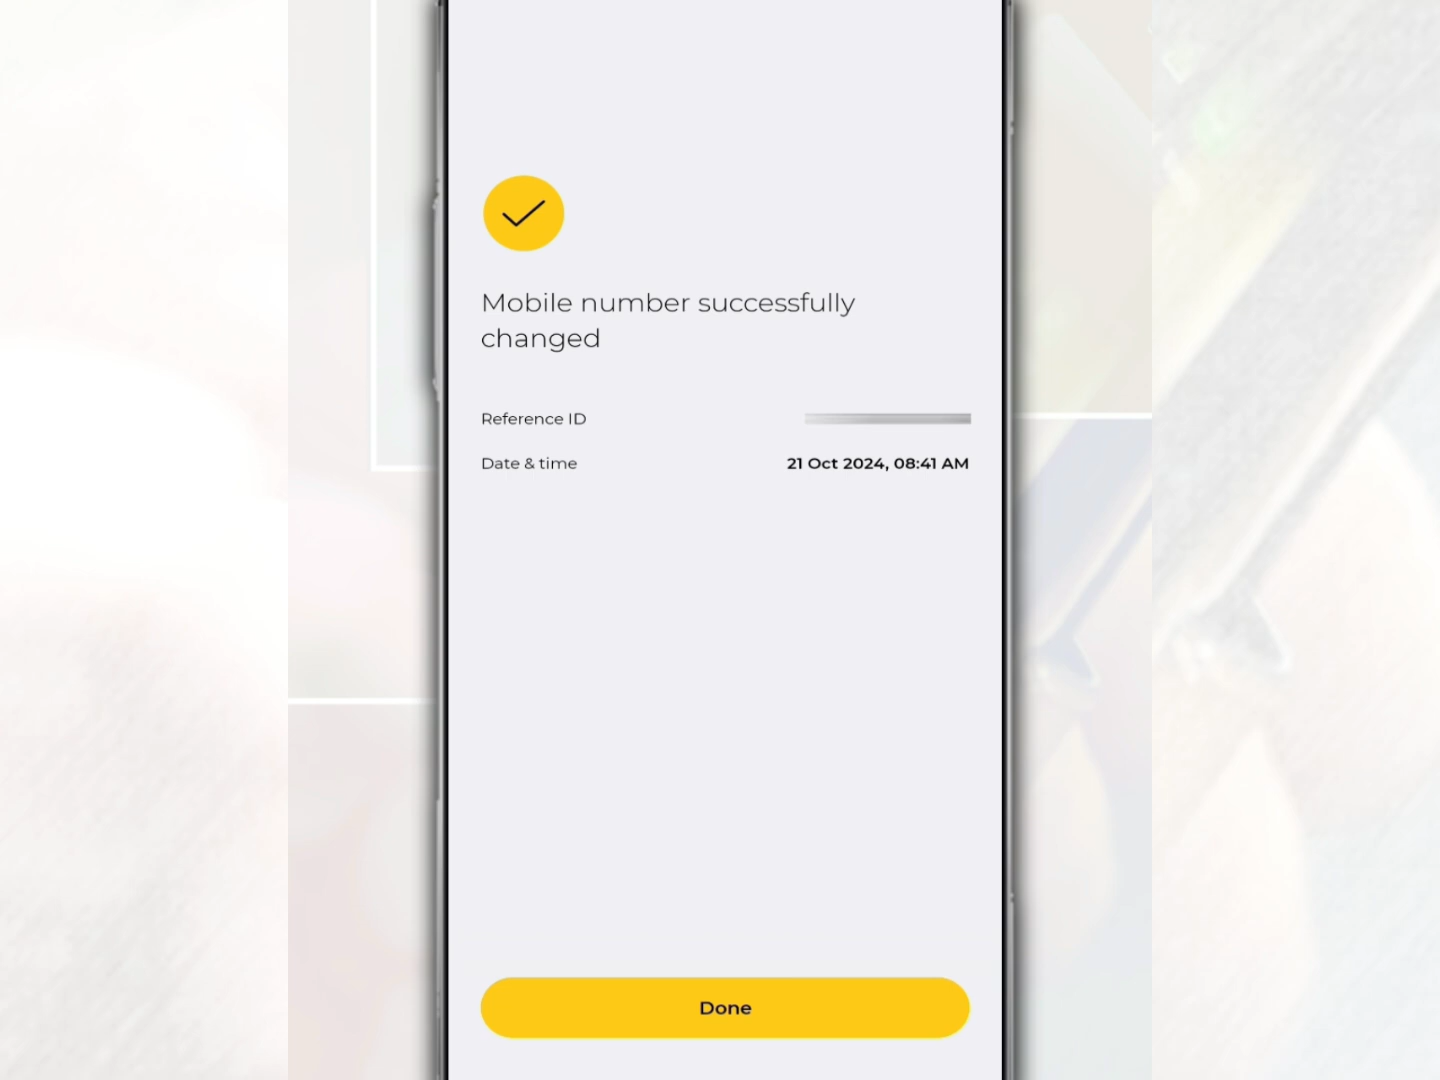 Mobile number successfully
changed
Reference ID
Date & time 21 Oct 2024, 08:41 AM
Done